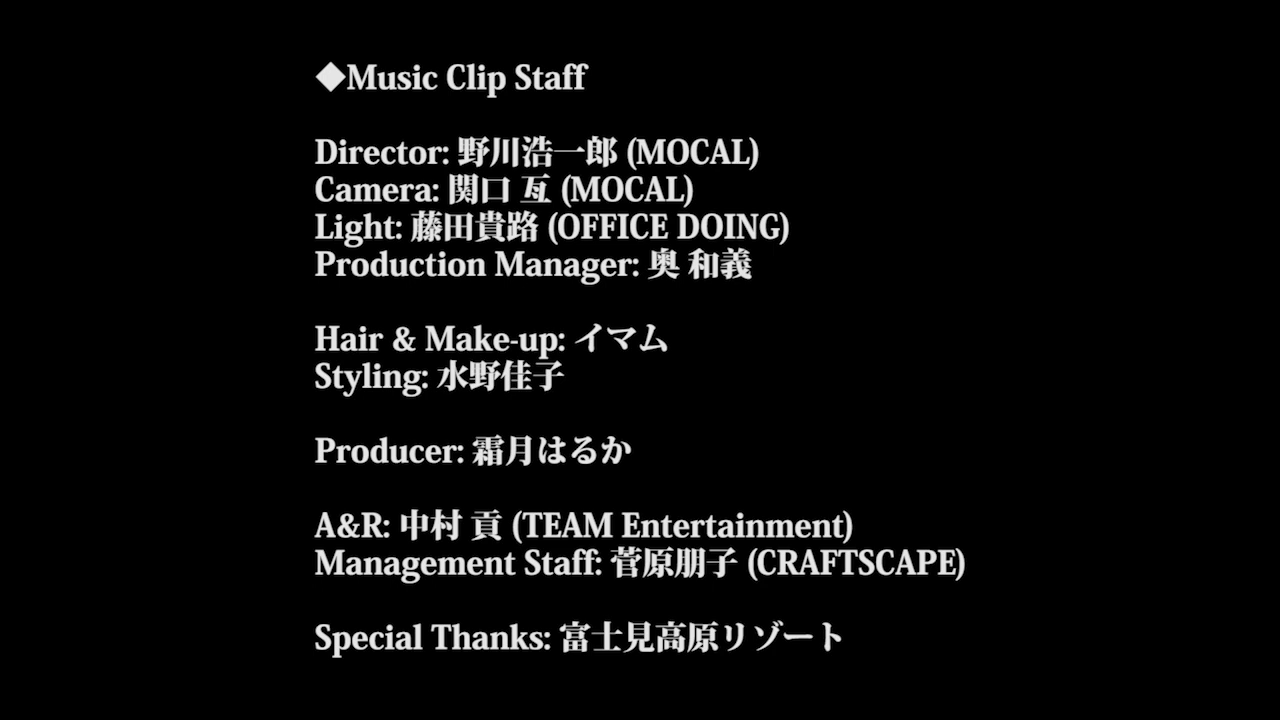 ◆Music Clip Staff
Director: 野川浩一郎 (MOCAL)
Camera: 関口 亙 (MOCAL)
Light: 藤田貴路 (OFFICE DOING)
Production Manager: 奥 和義
Hair & Make-up: イマム
Styling: 水野佳子
Producer: 霜月はるか
A&R: 中村 貢 (TEAM Entertainment)
Management Staff: 菅原朋子 (CRAFTSCAPE)
Special Thanks: 富士見高原リゾート